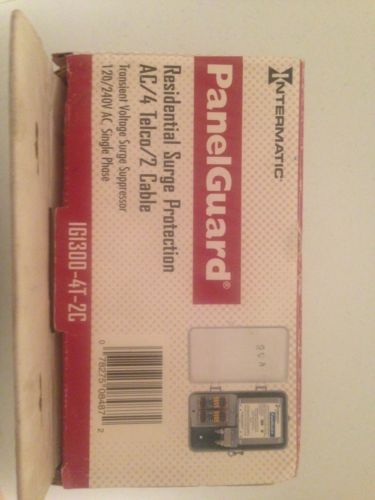 INTERMATIC®
PanelGuard®
Residential Surge Protection
AC/4 Telco/2 Cable
Transient Voltage Surge Suppressor
120/240V AC, Single Phase
IG1300-4T-2C
0 78275 08487 2